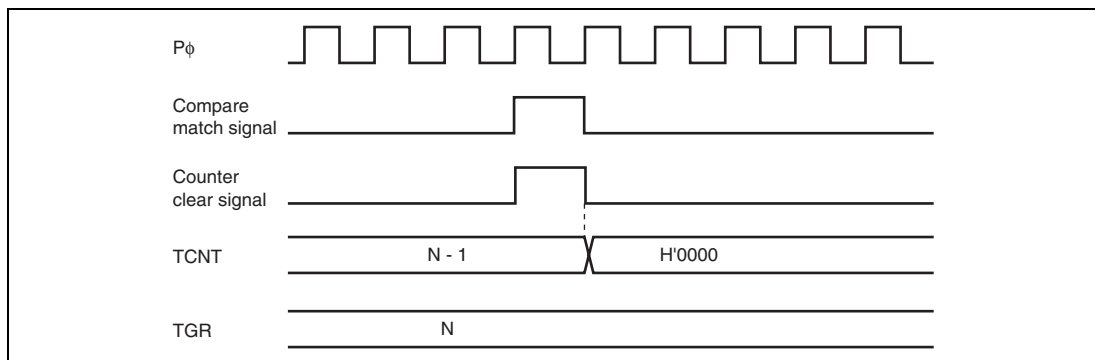 Pϕ
Compare
match signal
Counter
clear signal
TCNT
N - 1
H'0000
TGR
N